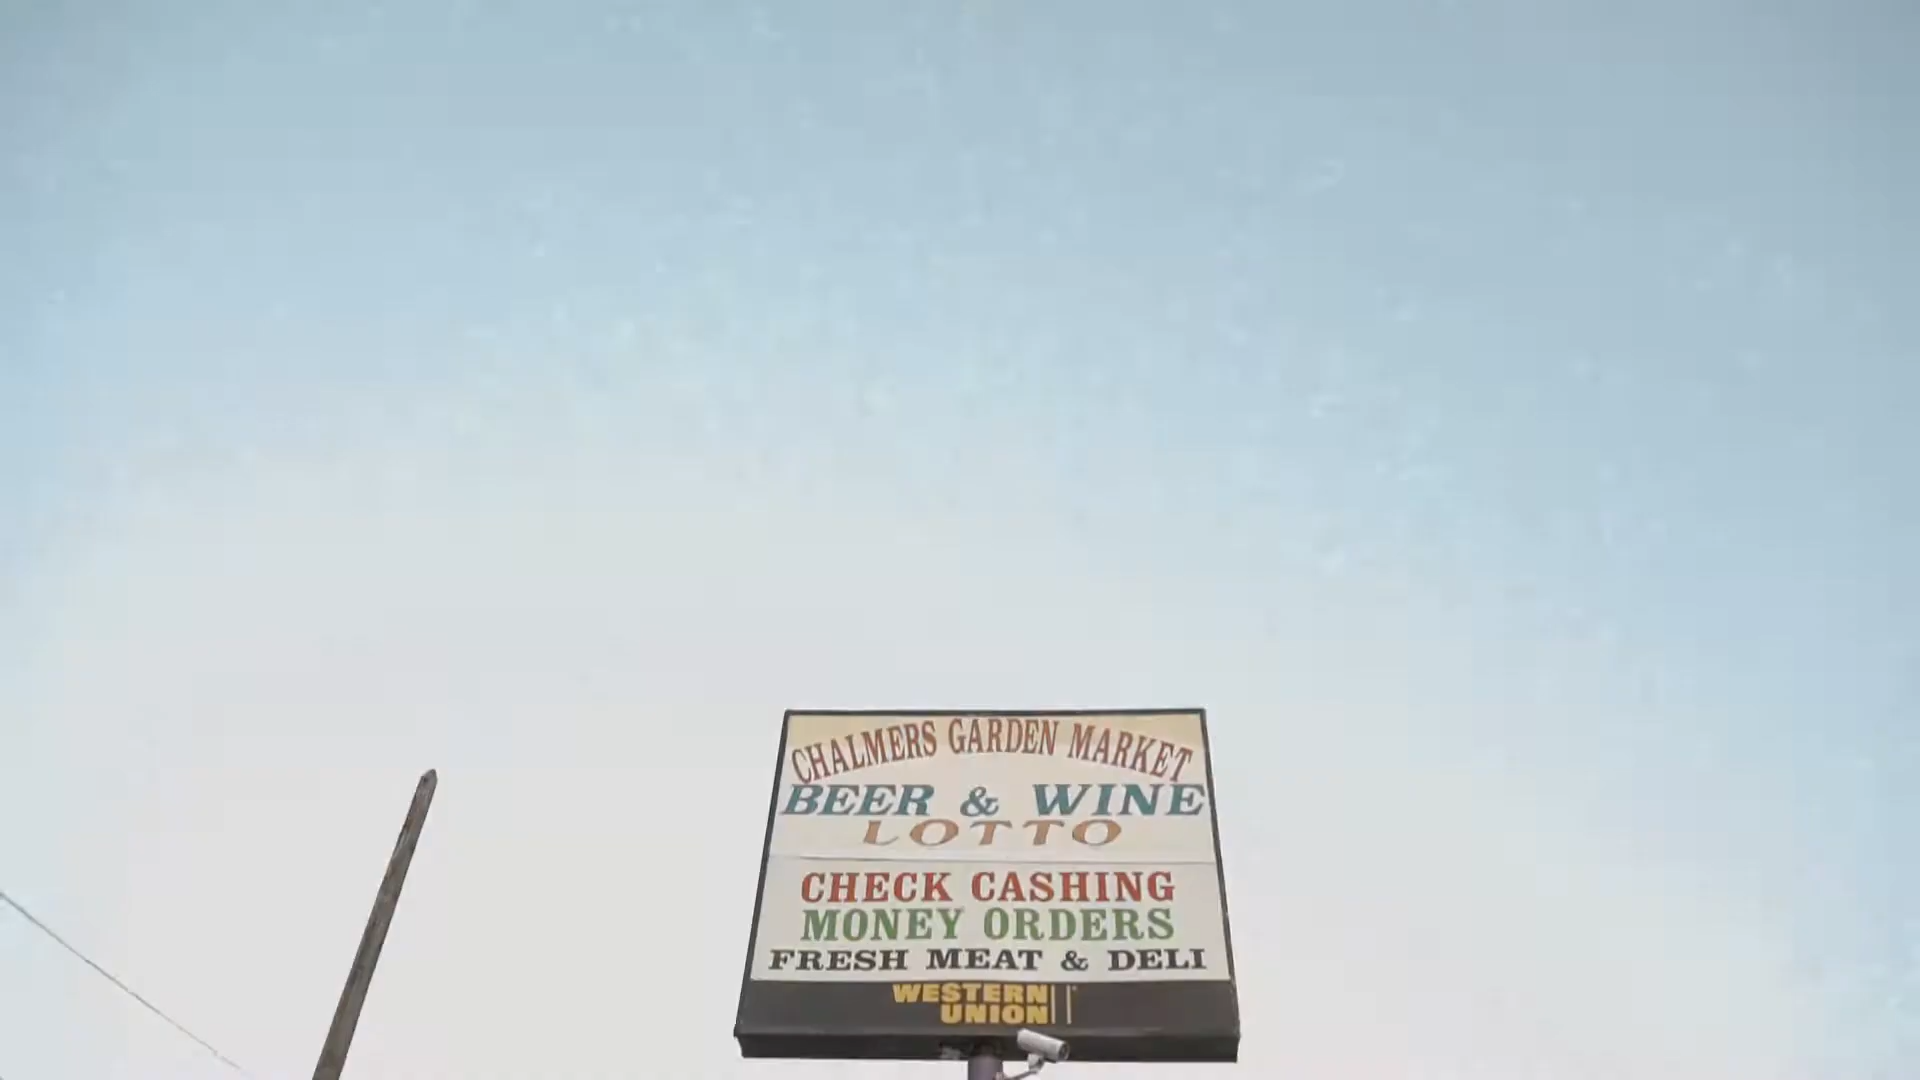 CHALMERS GARDEN MARKET
BEER & WINE
LOTTO
CHECK CASHING
MONEY ORDERS
FRESH MEAT & DELI
WESTERN
UNION